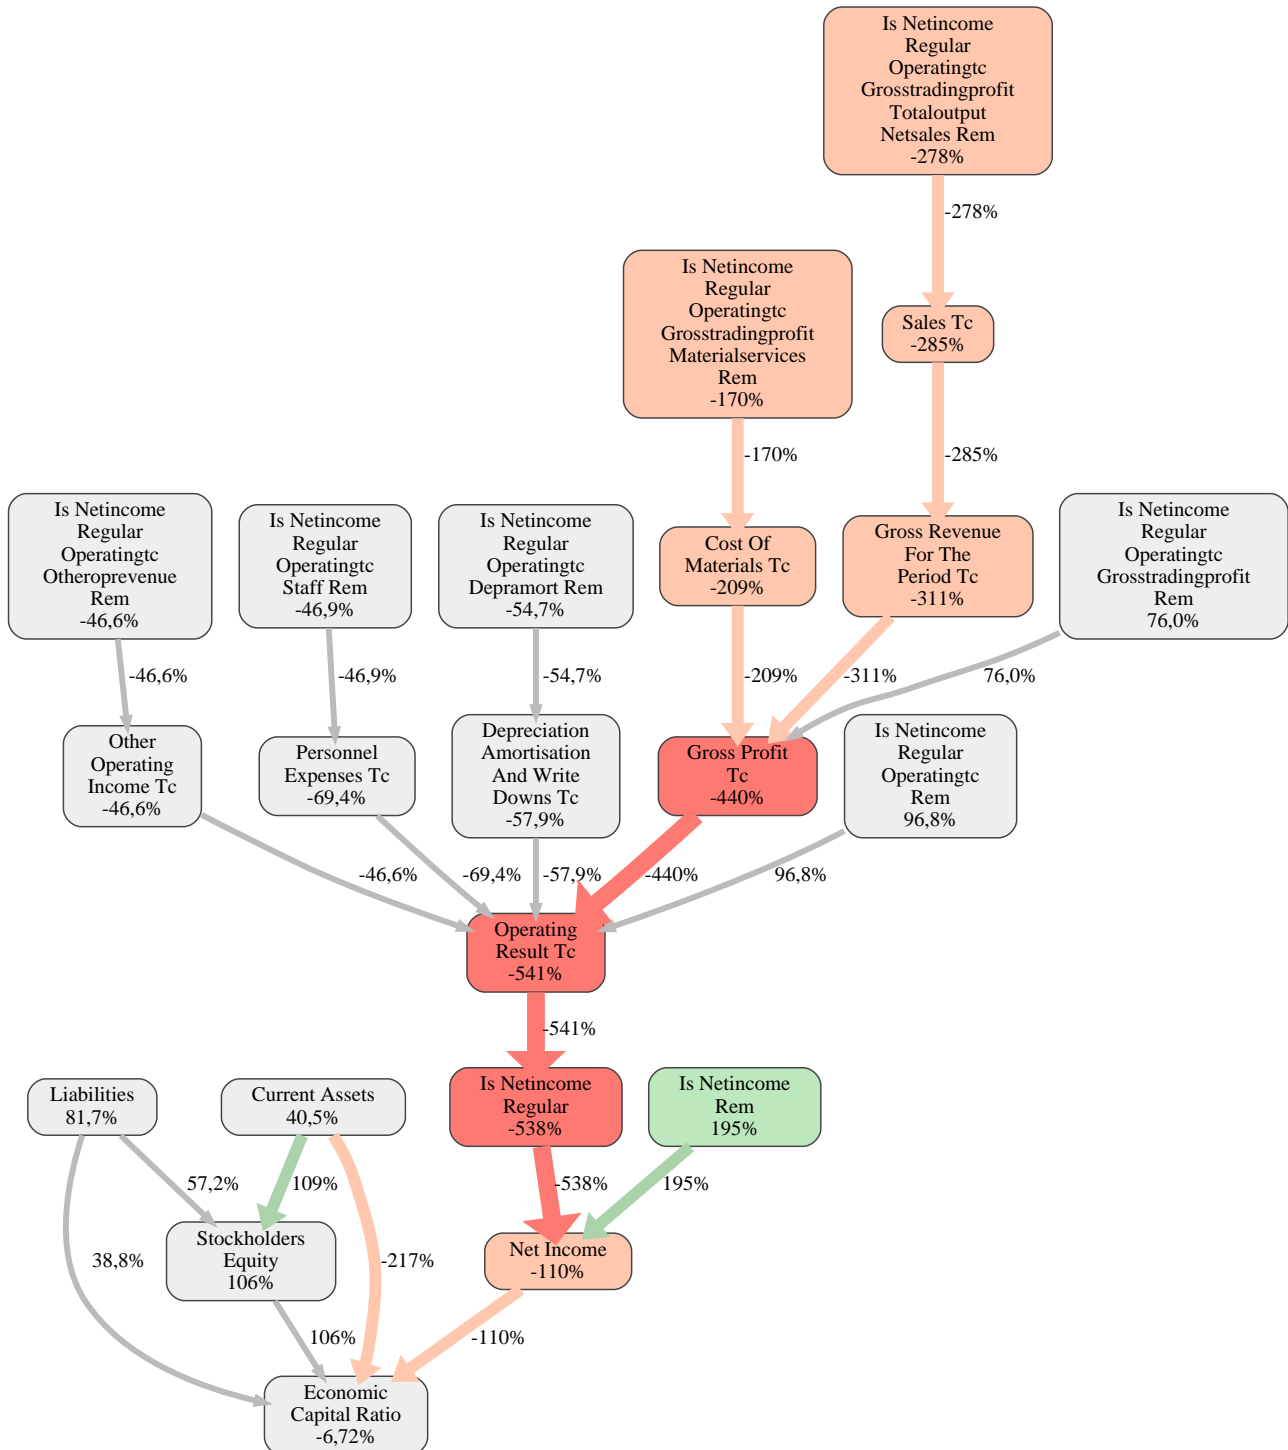 Is Netincome
Regular
Operatingtc
Grosstradingprofit
Totaloutput
Netsales Rem
-278%
-278%
Is Netincome
Regular
Operatingtc
Grosstradingprofit
Materialservices
Rem
-170%
Sales Tc
-285%
-170%
-285%
Is Netincome
Regular
Operatingtc
Otheroprevenue
Rem
-46,6%
Is Netincome
Regular
Operatingtc
Staff Rem
-46,9%
Is Netincome
Regular
Operatingtc
Depramort Rem
-54,7%
Cost Of
Materials Tc
-209%
Gross Revenue
For The
Period Tc
-311%
Is Netincome
Regular
Operatingtc
Grosstradingprofit
Rem
76,0%
-46,6%
-46,9%
-54,7%
-209%
-311%
76,0%
Other
Operating
Income Tc
-46,6%
Personnel
Expenses Tc
-69,4%
Depreciation
Amortisation
And Write
Downs Tc
-57,9%
Gross Profit
Tc
-440%
Is Netincome
Regular
Operatingtc
Rem
96,8%
-46,6%
-69,4%
-57,9%
-440%
96,8%
Operating
Result Tc
-541%
-541%
Liabilities
81,7%
Current Assets
40,5%
Is Netincome
Regular
-538%
Is Netincome
Rem
195%
57,2%
109%
-538%
195%
Stockholders
Equity
106%
Net Income
-110%
38,8%
-217%
106%
-110%
Economic
Capital Ratio
-6,72%